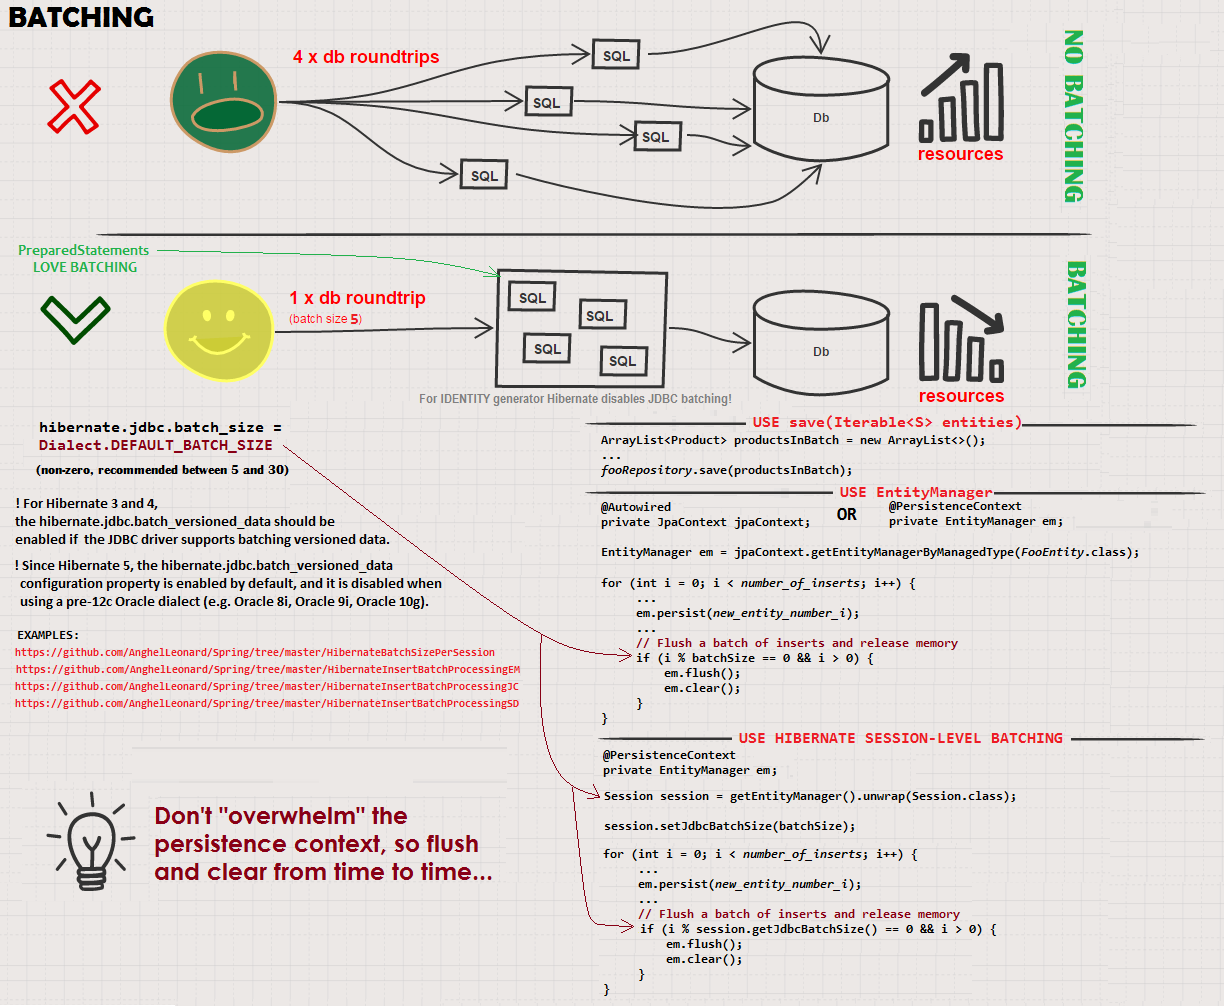 BATCHING
4 x db roundtrips
SQL
SQL
SQL
SQL
Db
resources
NO BATCHING
PreparedStatements
LOVE BATCHING
1 x db roundtrip
(batch size 5)
SQL
SQL
SQL
SQL
Db
resources
BATCHING
For IDENTITY generator Hibernate disables JDBC batching!
hibernate.jdbc.batch_size =
Dialect.DEFAULT_BATCH_SIZE
(non-zero, recommended between 5 and 30)
! For Hibernate 3 and 4,
the hibernate.jdbc.batch_versioned_data should be
enabled if the JDBC driver supports batching versioned data.
! Since Hibernate 5, the hibernate.jdbc.batch_versioned_data
configuration property is enabled by default, and it is disabled when
using a pre-12c Oracle dialect (e.g. Oracle 8i, Oracle 9i, Oracle 10g).
EXAMPLES:
https://github.com/AnghelLeonard/Spring/tree/master/HibernateBatchSizePerSession
https://github.com/AnghelLeonard/Spring/tree/master/HibernateInsertBatchProcessingEM
https://github.com/AnghelLeonard/Spring/tree/master/HibernateInsertBatchProcessingJC
https://github.com/AnghelLeonard/Spring/tree/master/HibernateInsertBatchProcessingSD
Don't "overwhelm" the
persistence context, so flush
and clear from time to time...
USE save(Iterable<S> entities)
ArrayList<Product> productsInBatch = new ArrayList<>();
...
fooRepository.save(productsInBatch);
USE EntityManager
@Autowired
private JpaContext jpaContext;
OR
@PersistenceContext
private EntityManager em;
EntityManager em = jpaContext.getEntityManagerByManagedType(FooEntity.class);
for (int i = 0; i < number_of_inserts; i++) {
...
em.persist(new_entity_number_i);
...
// Flush a batch of inserts and release memory
if (i % batchSize == 0 && i > 0) {
em.flush();
em.clear();
}
}
USE HIBERNATE SESSION-LEVEL BATCHING
@PersistenceContext
private EntityManager em;
Session session = getEntityManager().unwrap(Session.class);
session.setJdbcBatchSize(batchSize);
for (int i = 0; i < number_of_inserts; i++) {
...
em.persist(new_entity_number_i);
...
// Flush a batch of inserts and release memory
if (i % session.getJdbcBatchSize() == 0 && i > 0) {
em.flush();
em.clear();
}
}